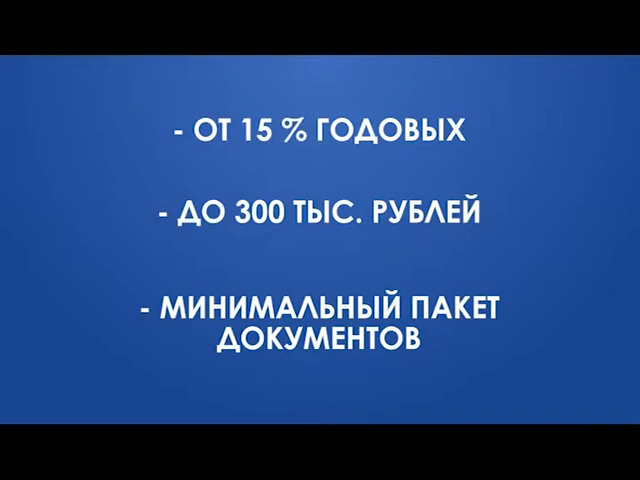 - ОТ 15 % ГОДОВЫХ
- ДО 300 ТЫС. РУБЛЕЙ
- МИНИМАЛЬНЫЙ ПАКЕТ
ДОКУМЕНТОВ